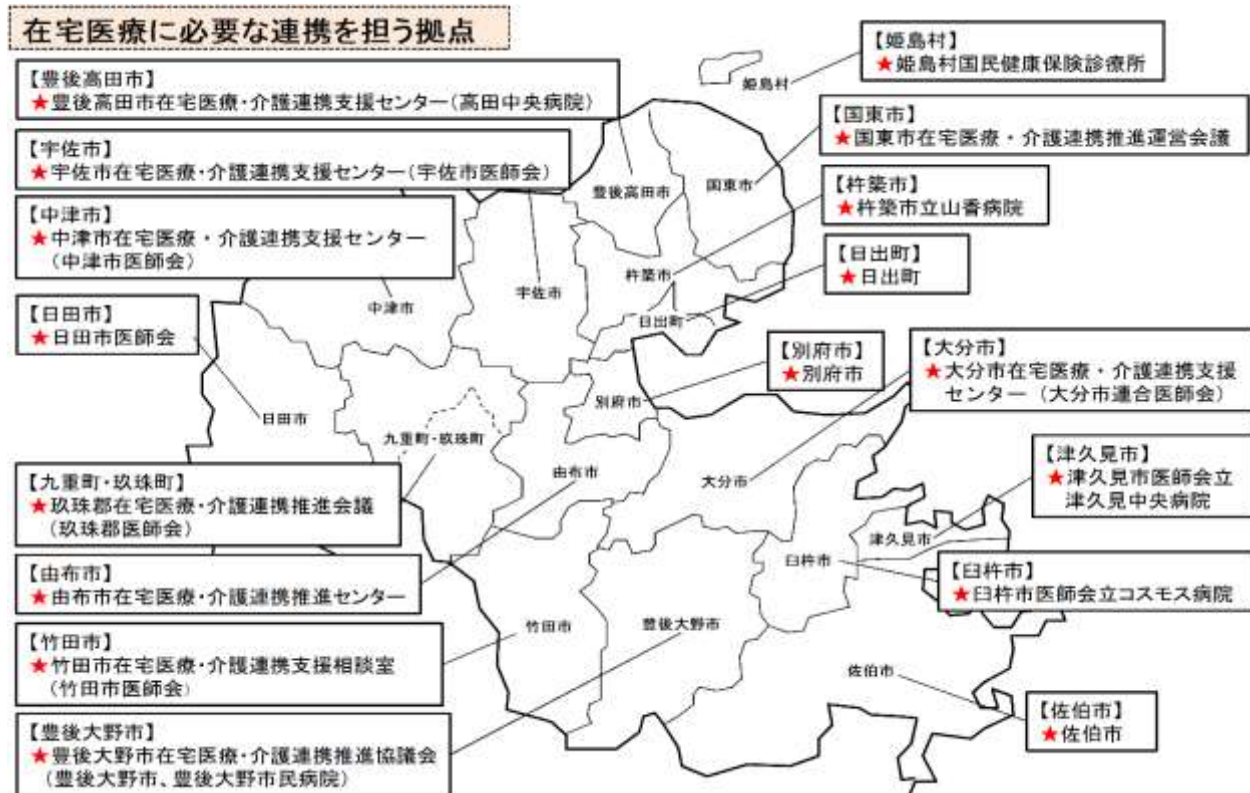 在宅医療に必要な連携を担う拠点
【豊後高田市】
★豊後高田市在宅医療・介護連携支援センター(高田中央病院)
【宇佐市】
★宇佐市在宅医療・介護連携支援センター(宇佐市医師会)
【中津市】
★中津市在宅医療・介護連携支援センター
(中津市医師会)
【日田市】
★日田市医師会
【九重町・玖珠町】
★玖珠郡在宅医療・介護連携推進会議
(玖珠郡医師会)
【由布市】
★由布市在宅医療・介護連携推進センター
【竹田市】
★竹田市在宅医療・介護連携支援相談室
(竹田市医師会)
【豊後大野市】
★豊後大野市在宅医療・介護連携推進協議会
(豊後大野市、豊後大野市民病院)
【姫島村】
★姫島村国民健康保険診療所
【国東市】
★国東市在宅医療・介護連携推進運営会議
【杵築市】
★杵築市立山香病院
【日出町】
★日出町
【別府市】
★別府市
【大分市】
★大分市在宅医療・介護連携支援
センター(大分市連合医師会)
【津久見市】
★津久見市医師会立
津久見中央病院
【臼杵市】
★臼杵市医師会立コスモス病院
【佐伯市】
★佐伯市
姫島村
豊後高田市
国東市
杵築市
宇佐市
中津市
日出町
別府市
日田市
九重町・玖珠町
由布市
大分市
津久見市
臼杵市
竹田市
豊後大野市
佐伯市